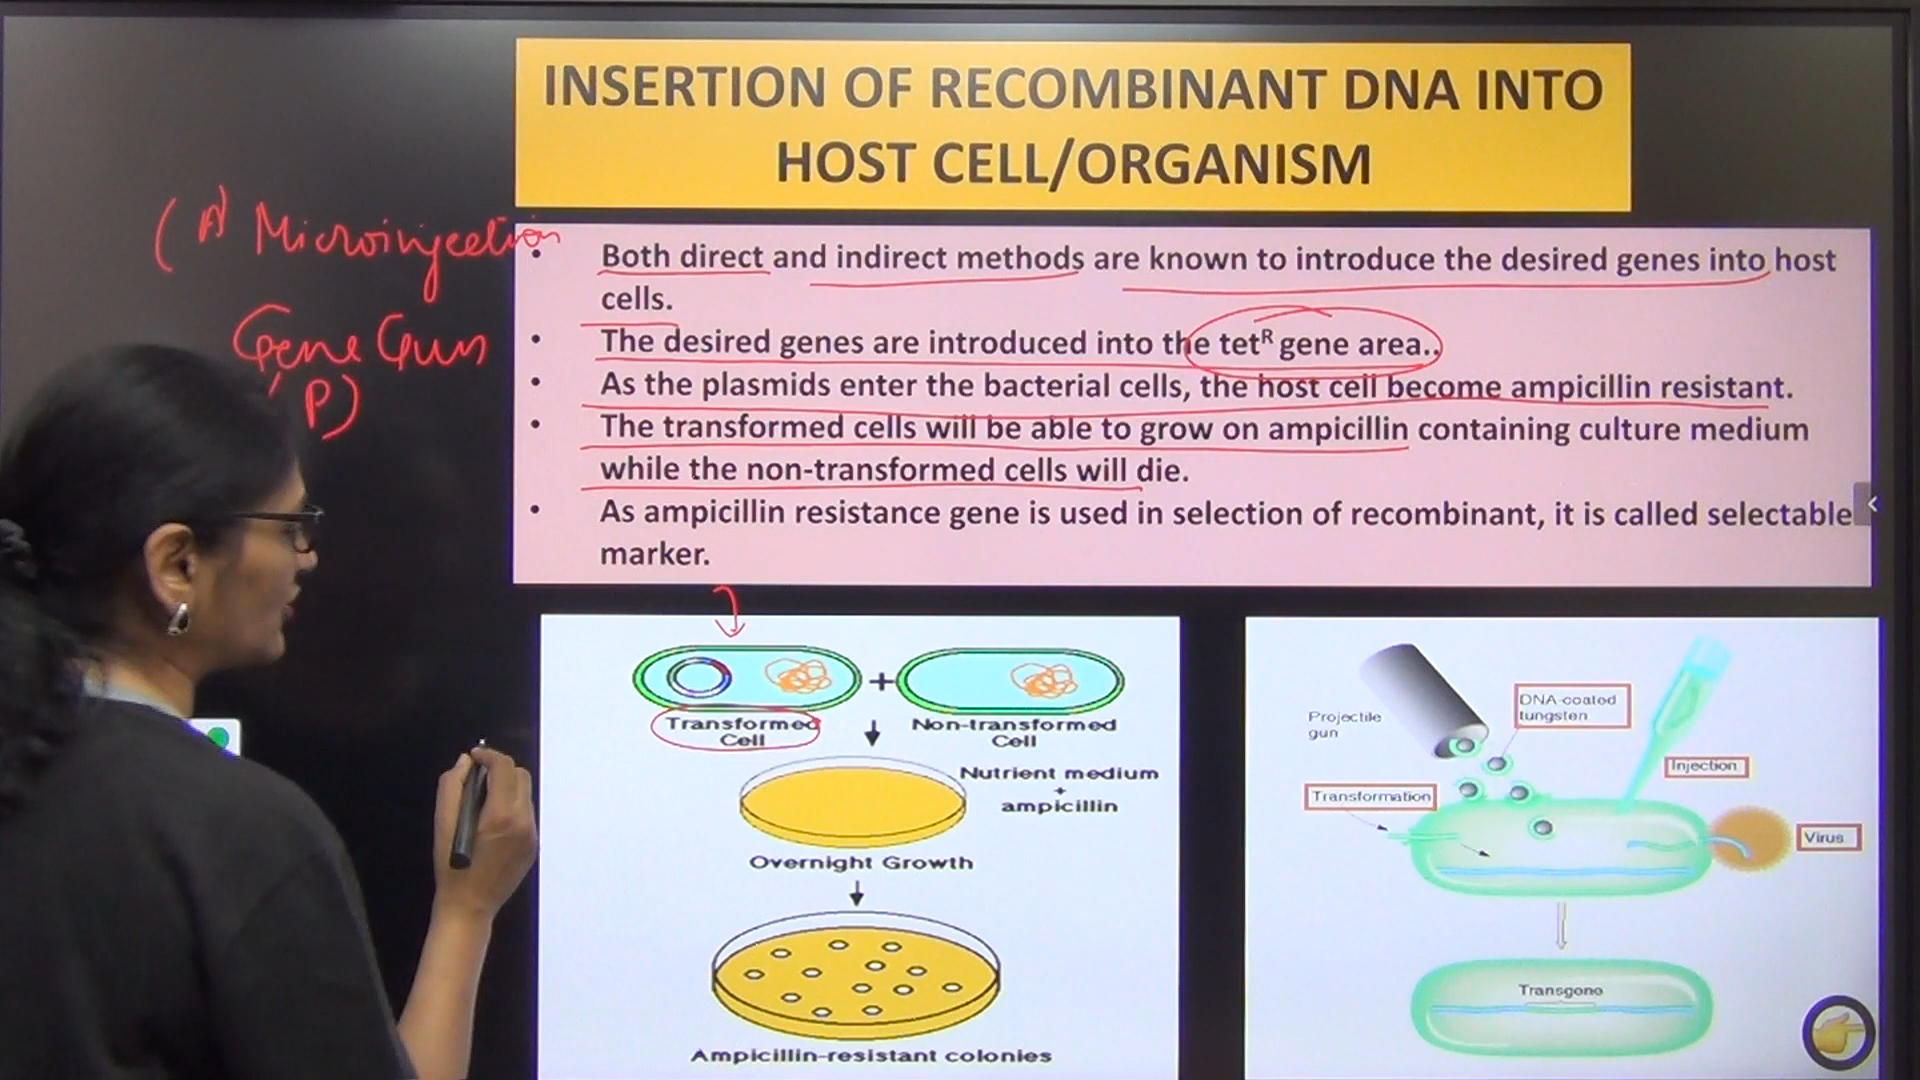 INSERTION OF RECOMBINANT DNA INTO
HOST CELL/ORGANISM
(A) Microinjection
Gene Gun
(P)
• Both direct and indirect methods are known to introduce the desired genes into host
cells.
• The desired genes are introduced into the tetᴿ gene area..
• As the plasmids enter the bacterial cells, the host cell become ampicillin resistant.
• The transformed cells will be able to grow on ampicillin containing culture medium
while the non-transformed cells will die.
• As ampicillin resistance gene is used in selection of recombinant, it is called selectable
marker.
+
Transformed
Cell
Non-transformed
Cell
Nutrient medium
+
ampicillin
Overnight Growth
Ampicillin-resistant colonies
Projectile
gun
DNA-coated
tungsten
Injection
Transformation
Virus
Transgono